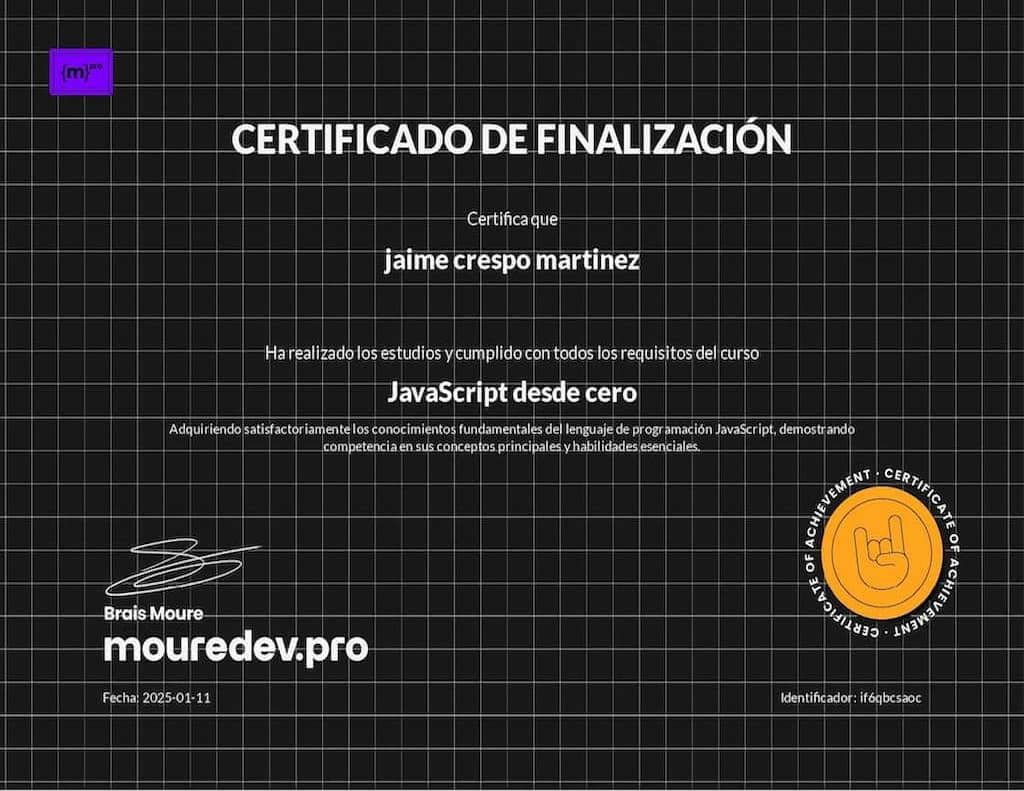 {m}pro
CERTIFICADO DE FINALIZACIÓN
Certifica que
jaime crespo martinez
Ha realizado los estudios y cumplido con todos los requisitos del curso
JavaScript desde cero
Adquiriendo satisfactoriamente los conocimientos fundamentales del lenguaje de programación JavaScript, demostrando
competencia en sus conceptos principales y habilidades esenciales.
CERTIFICATE OF ACHIEVEMENT · CERTIFICATE OF ACHIEVEMENT ·
Brais Moure
mouredev.pro
Fecha: 2025-01-11
Identificador: if6qbcsaoc